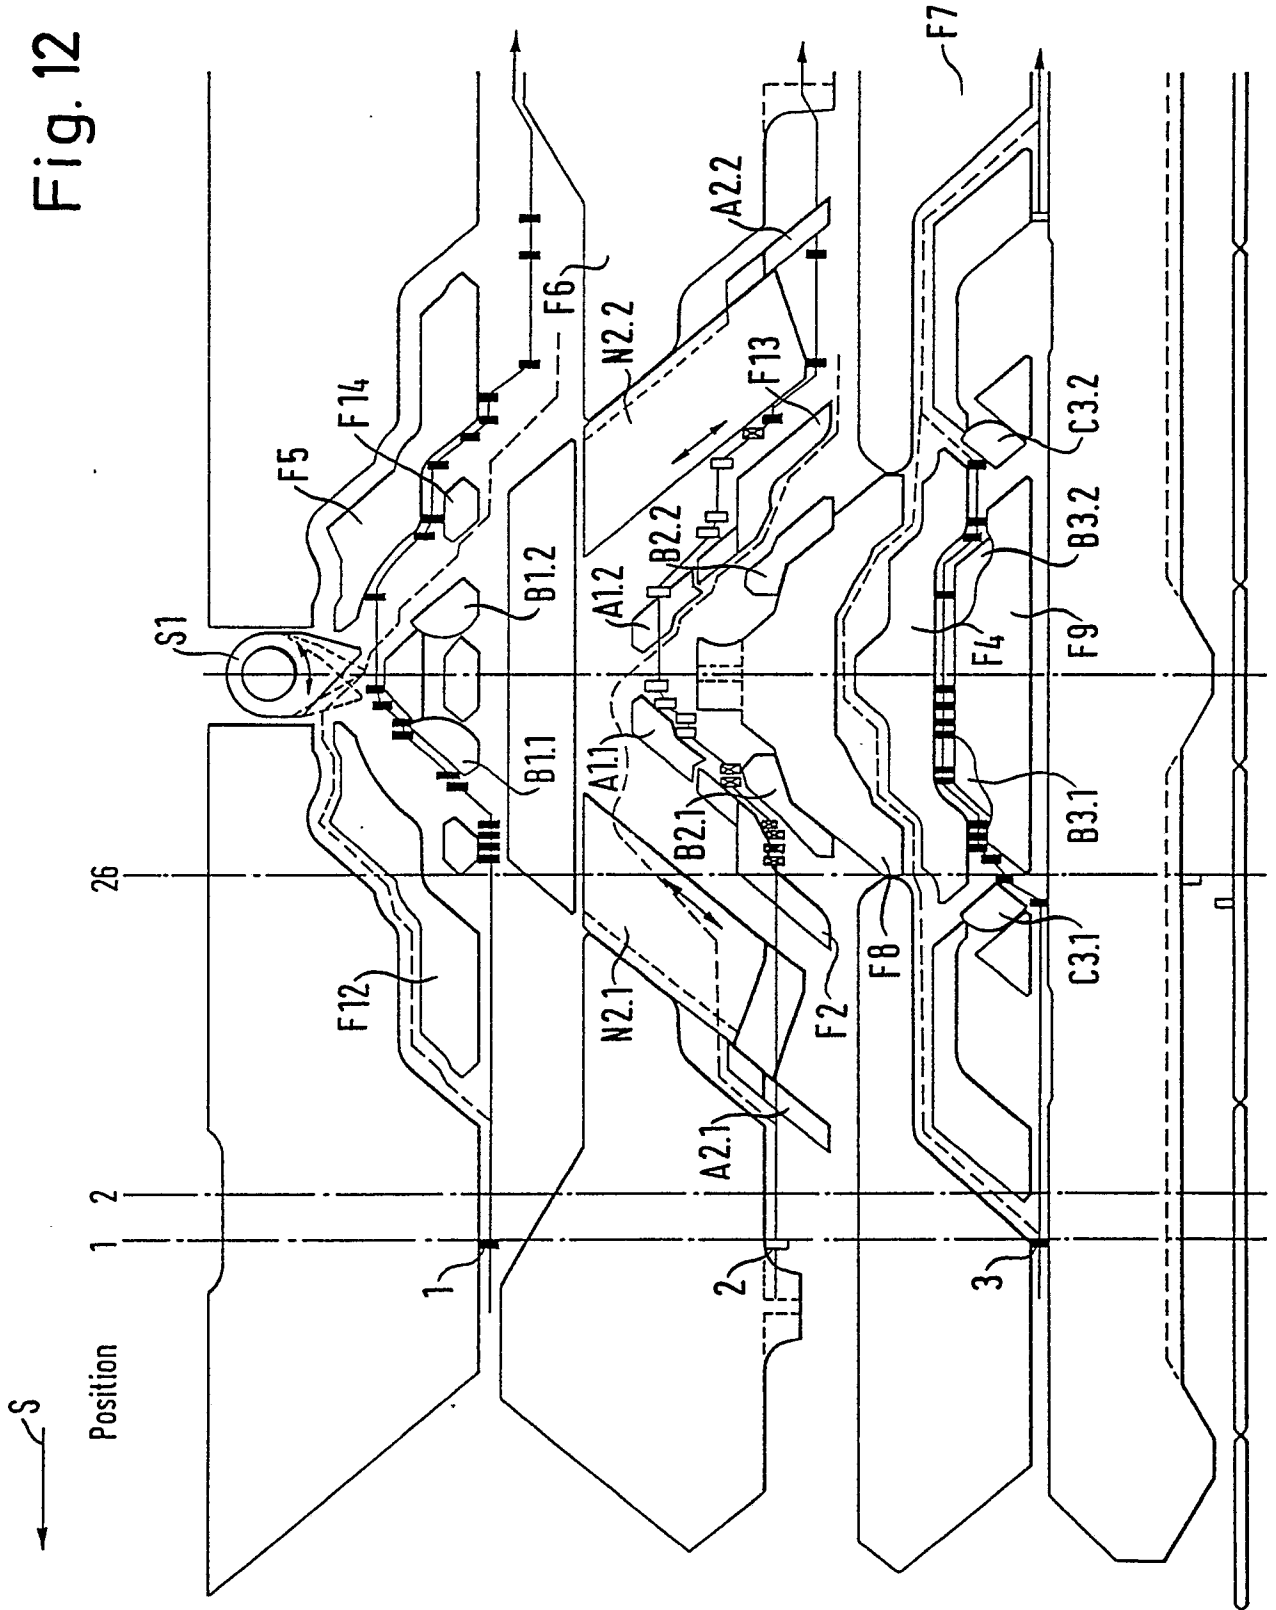 Fig. 12
S
Position
1
2
26
S1
F5
F14
F12
B1.1
B1.2
1
F6
N2.2
A2.2
F13
A1.2
B2.2
A1.1
B2.1
N2.1
A2.1
F2
2
F7
F8
F4
F9
C3.2
B3.2
B3.1
C3.1
3